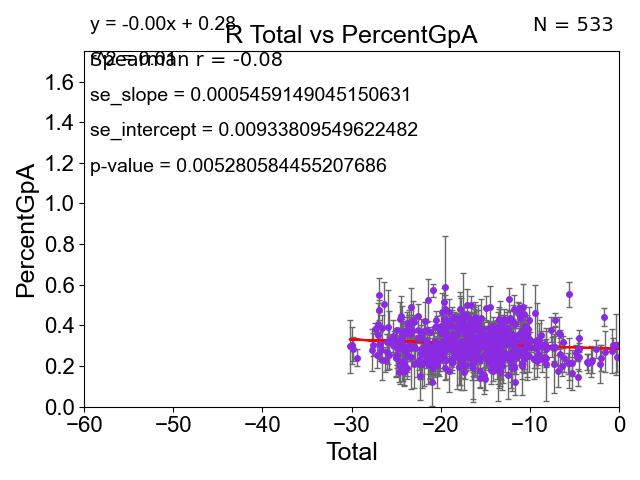 y = -0.00x + 0.28
R Total vs PercentGpA
N = 533
Spearman r = -0.08
se_slope = 0.0005459149045150631
se_intercept = 0.00933809549622482
p-value = 0.005280584455207686
PercentGpA
1.6
1.4
1.2
1.0
0.8
0.6
0.4
0.2
0.0
−60 −50 −40 −30 −20 −10 0
Total